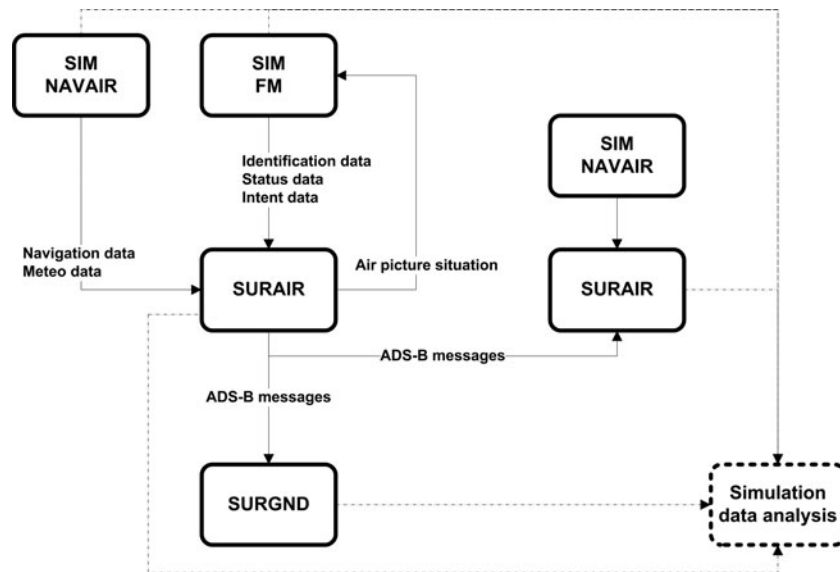 SIM
NAVAIR
SIM
FM
SIM
NAVAIR
Identification data
Status data
Intent data
Navigation data
Meteo data
Air picture situation
SURAIR
SURAIR
ADS-B messages
ADS-B messages
SURGND
Simulation
data analysis